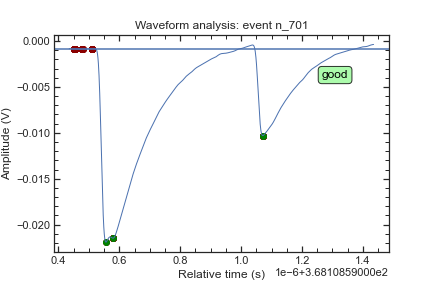 Waveform analysis: event n_701
Amplitude (V)
0.000
−0.005
−0.010
−0.015
−0.020
good
0.4 0.6 0.8 1.0 1.2 1.4
Relative time (s)
1e-6+3.6810859000e2